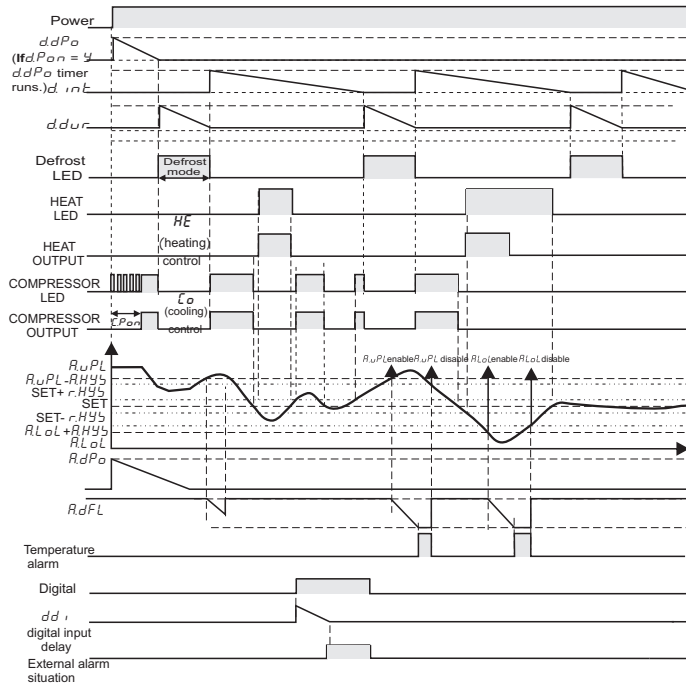 Power
d.dPo
(If d.Pon = y
d.dPo timer
runs.) d.int
d.dur
Defrost
LED
Defrost
mode
HEAT
LED
HE
HEAT
OUTPUT
(heating)
control
COMPRESSOR
LED
Co
C.Pon
(cooling)
control
COMPRESSOR
OUTPUT
A.uPL enable
A.uPL disable
A.Lo( enable
A.LoL disable
A.uPL
A.uPL-A.HYS
SET+ r.HYS
SET
SET- r.HYS
A.LoL +A.HYS
A.LoL
A.dPo
A.dFL
Temperature
alarm
Digital
dd i
digital input
delay
External alarm
situation